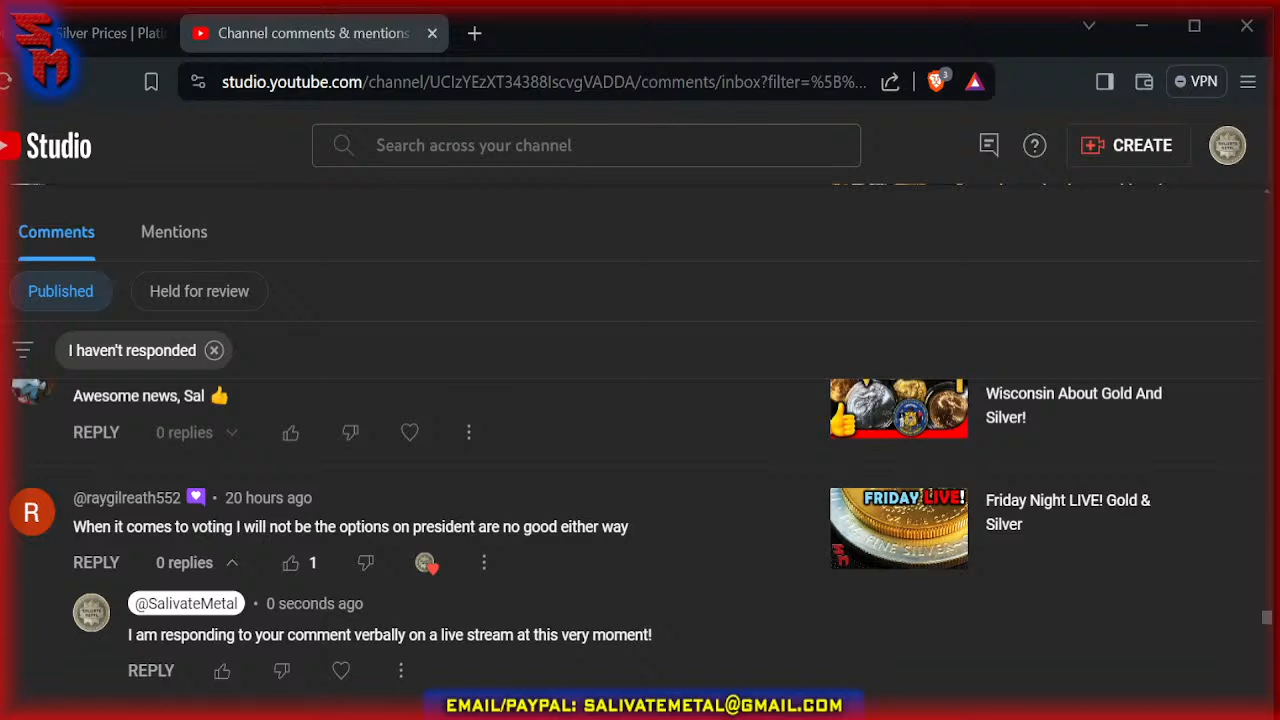 SM
Silver Prices | Plati
Channel comments & mentions
studio.youtube.com/channel/UCIzYEzXT34388IscvgVADDA/comments/inbox?filter=%5B%...
3
VPN
Studio
Search across your channel
CREATE
Comments
Mentions
Published
Held for review
I haven't responded
Awesome news, Sal 👍
REPLY
0 replies
Wisconsin About Gold And
Silver!
R
@raygilreath552 • 20 hours ago
When it comes to voting I will not be the options on president are no good either way
REPLY
0 replies
1
FRIDAY LIVE!
FINE SILVER
SM
Friday Night LIVE! Gold &
Silver
@SalivateMetal • 0 seconds ago
I am responding to your comment verbally on a live stream at this very moment!
REPLY
EMAIL/PAYPAL: SALIVATEMETAL@GMAIL.COM